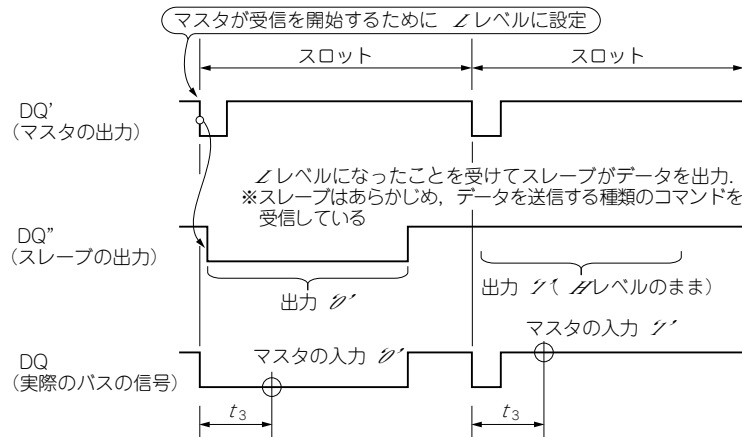 マスタが受信を開始するために Lレベルに設定
スロット
スロット
DQ'
(マスタの出力)
Lレベルになったことを受けてスレーブがデータを出力.
※スレーブはあらかじめ，データを送信する種類のコマンドを
受信している
DQ"
(スレーブの出力)
出力 '0'
出力 '1'( Hレベルのまま)
マスタの入力 '1'
マスタの入力 '0'
DQ
(実際のバスの信号)
t3
t3